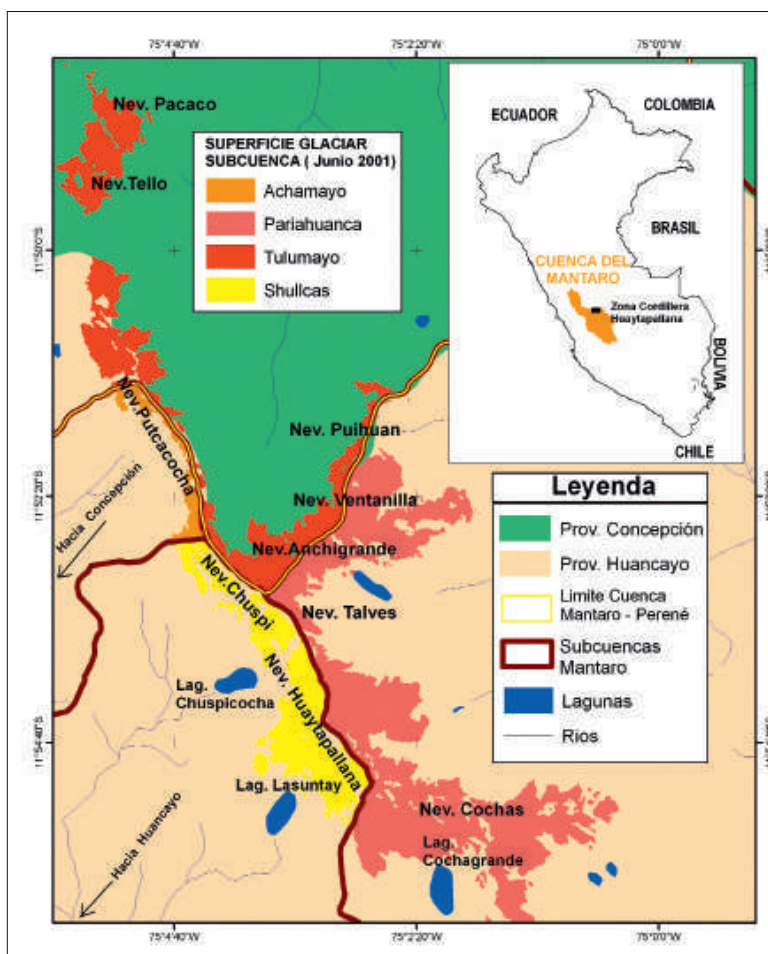 75°4'40"W 75°2'20"W 75°0'0"W
Nev. Pacaco
Nev.Tello
SUPERFICIE GLACIAR
SUBCUENCA ( Junio 2001)
Achamayo
Pariahuanca
Tulumayo
Shullcas
ECUADOR
COLOMBIA
BRASIL
CUENCA DEL
MANTARO
Zona Cordillera
Huaytapallana
BOLIVIA
CHILE
11°50'0"S
Nev. Putcacocha
Nev. Puihuan
11°52'20"S
Hacia Concepción
Nev. Ventanilla
Nev.Anchigrande
Nev.Chuspi
Nev. Talves
Lag.
Chuspicocha
Nev. Huaytapallana
11°54'40"S
Lag. Lasuntay
Nev. Cochas
Lag.
Cochagrande
Hacia Huancayo
Leyenda
Prov. Concepción
Prov. Huancayo
Limite Cuenca
Mantaro - Perené
Subcuencas
Mantaro
Lagunas
Rios
75°4'40"W 75°2'20"W 75°0'0"W